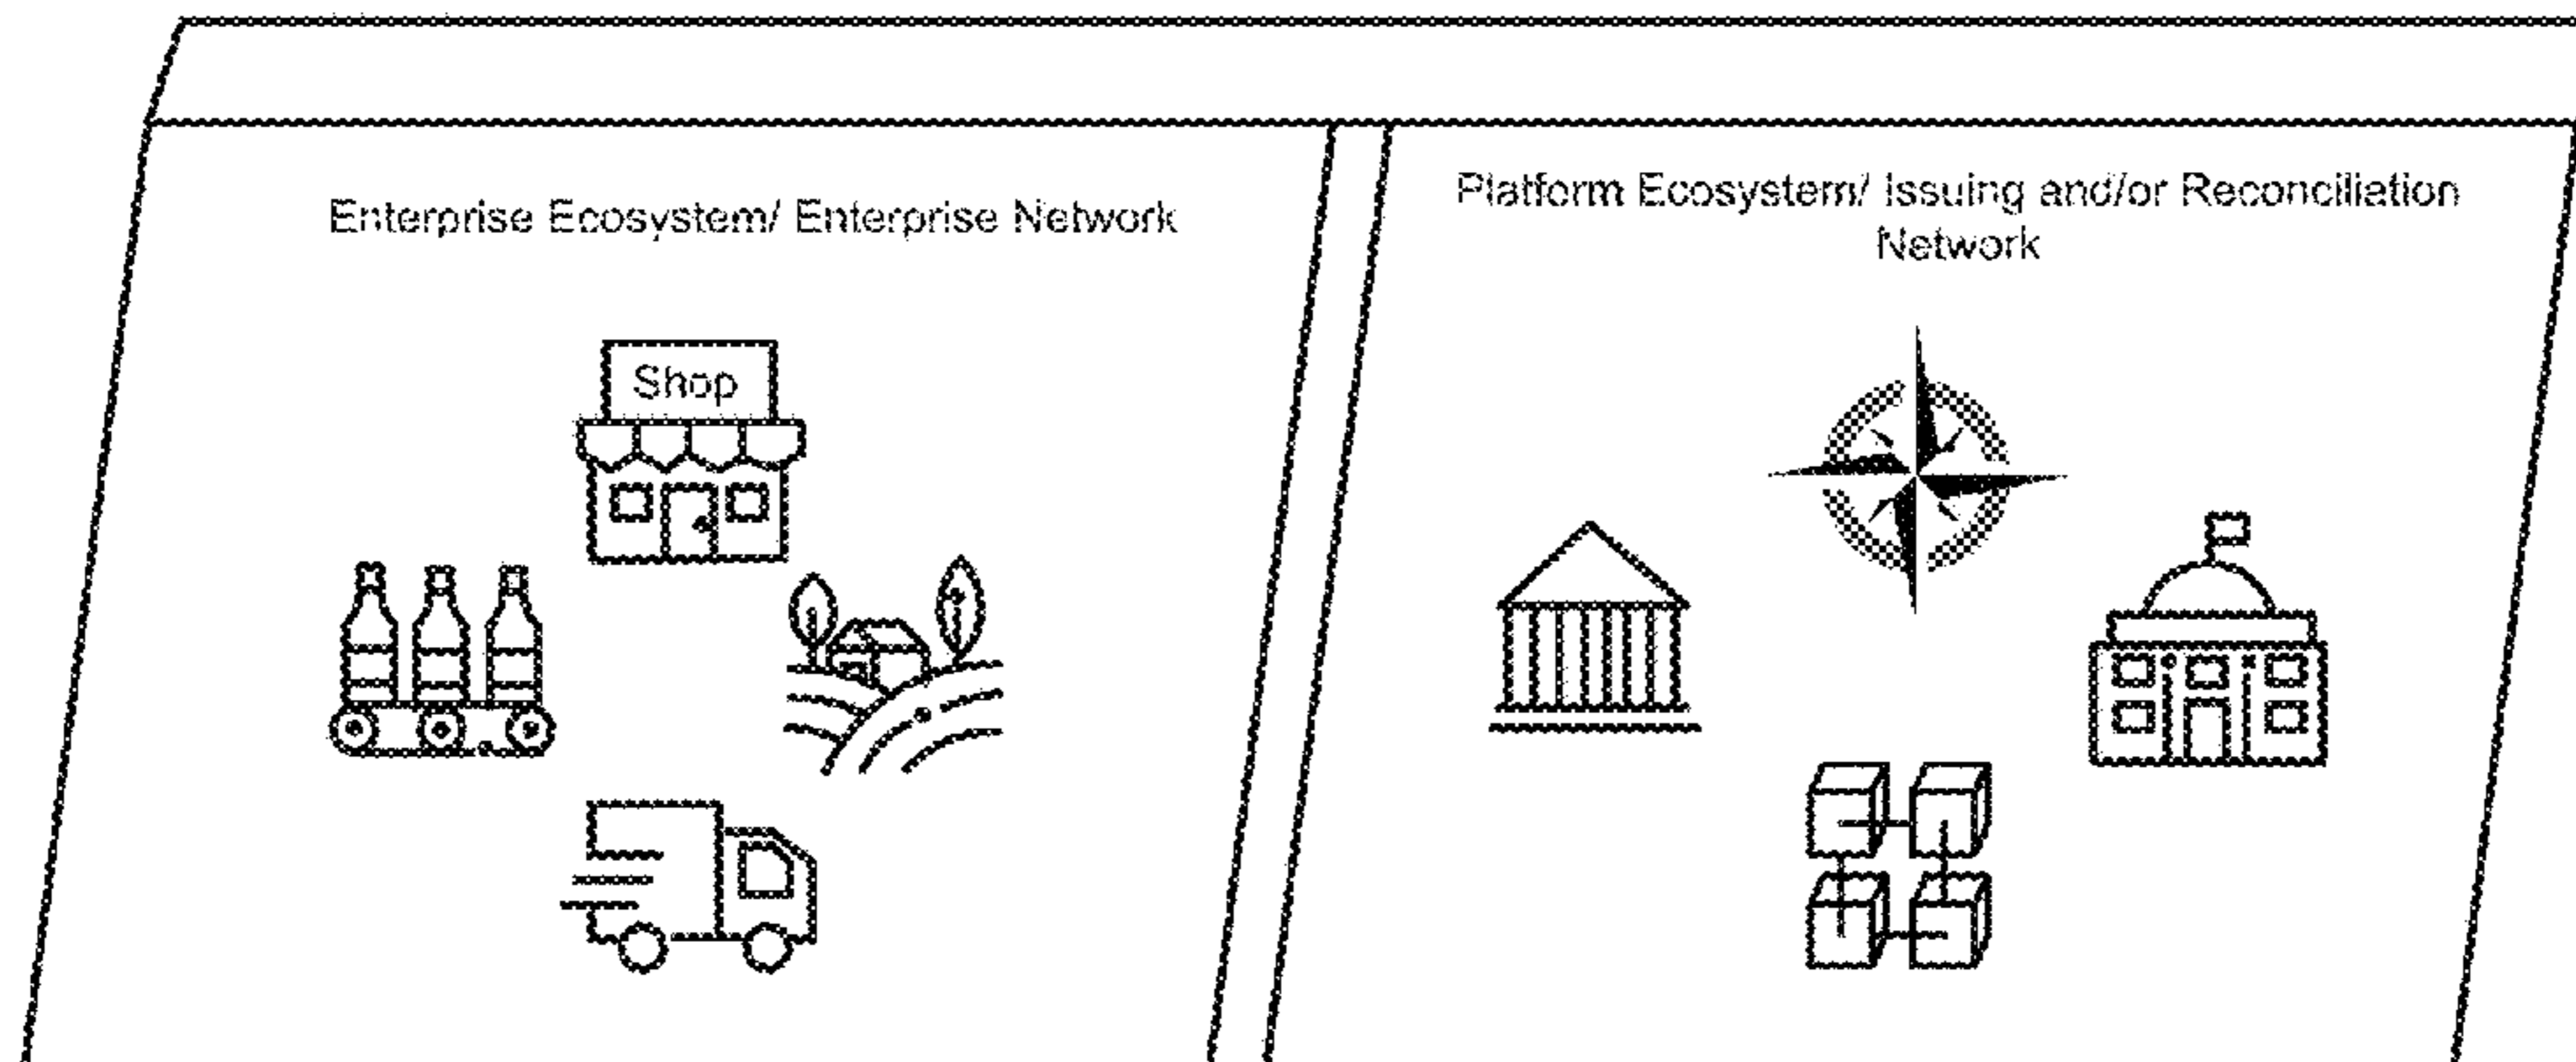 Enterprise Ecosystem/ Enterprise Network
Platform Ecosystem/ Issuing and/or Reconciliation
Network
Shop